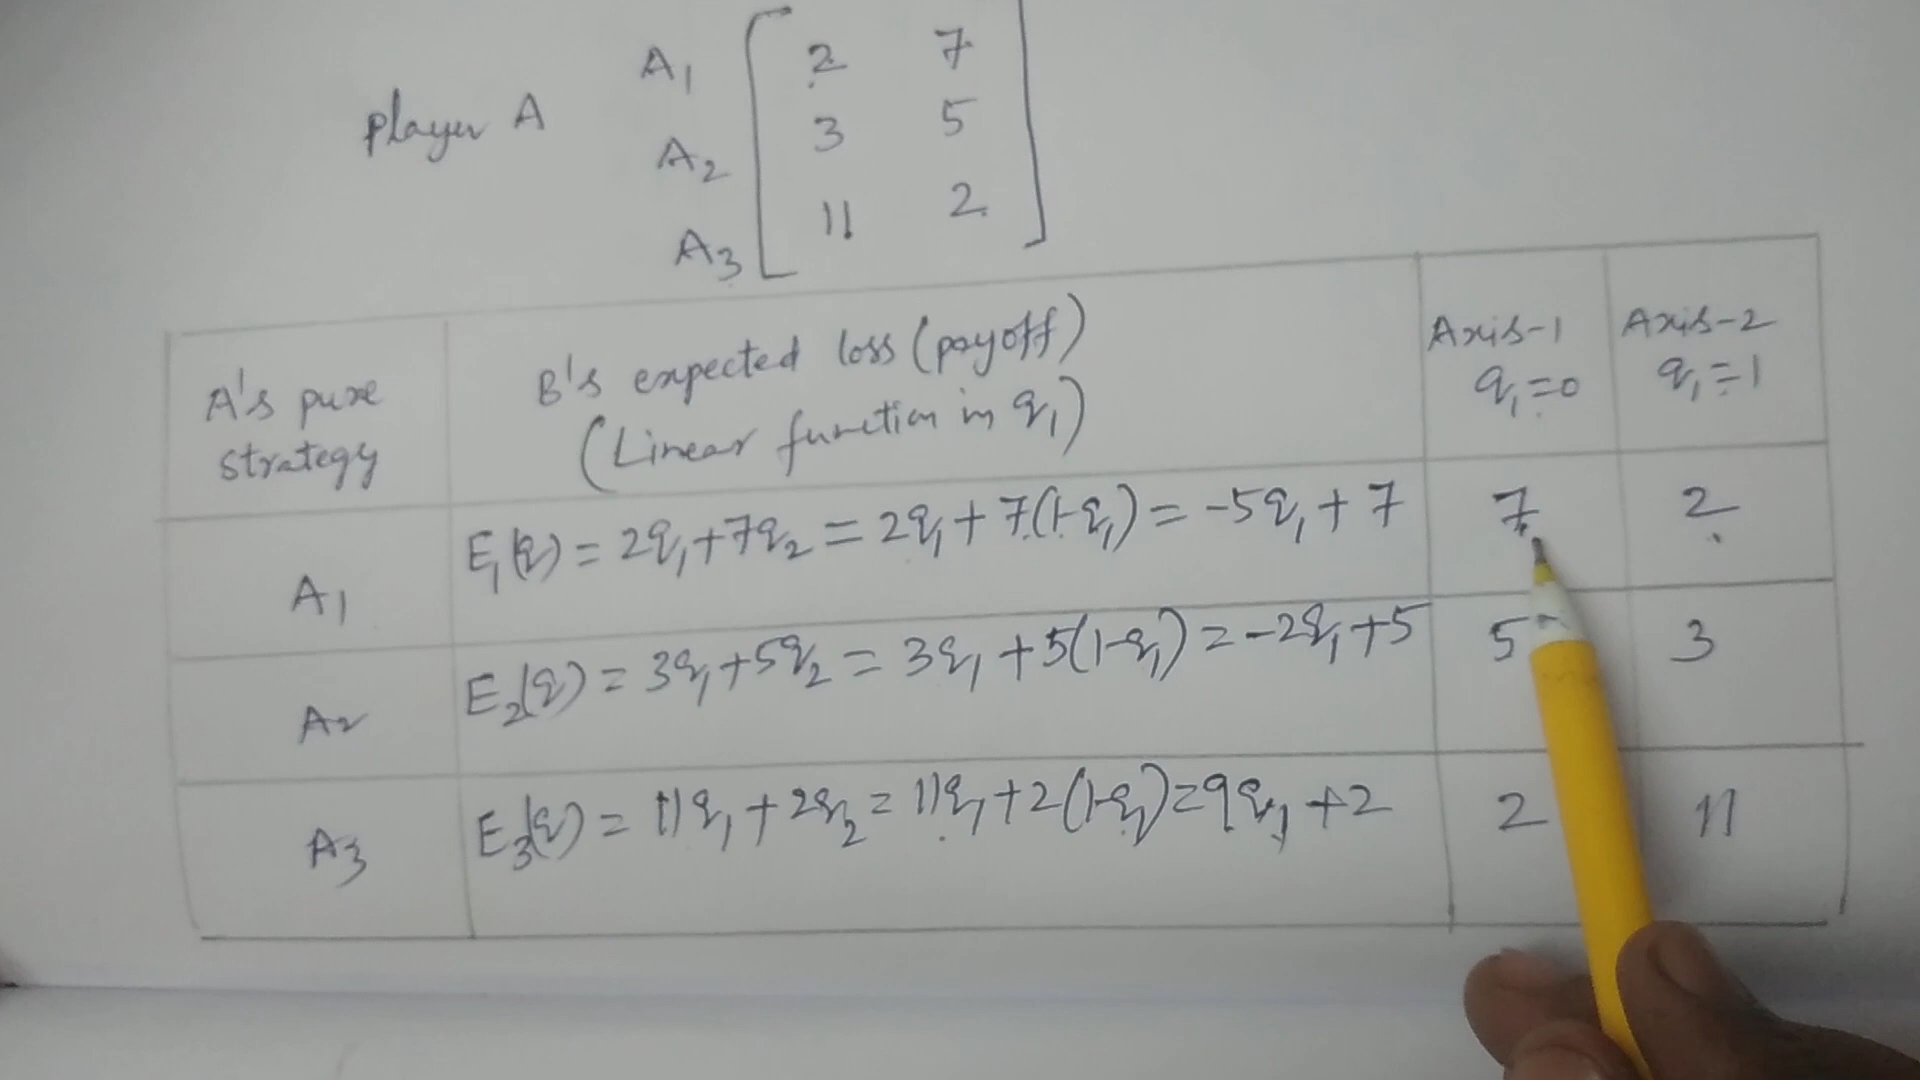 A₁ 2 7
Player A A₂ 3 5
A₃ 11 2
A's pure strategy
B's expected loss (payoff)
(Linear function in q₁)
Axis-1
q₁=0
Axis-2
q₁=1
A₁ E₁(q) = 2q₁+7q₂ = 2q₁+7(1-q₁) = -5q₁+7 7 2
A₂ E₂(q) = 3q₁+5q₂ = 3q₁+5(1-q₁) = -2q₁+5 5 3
A₃ E₃(q) = 11q₁+2q₂ = 11q₁+2(1-q₁) = 9q₁+2 2 11